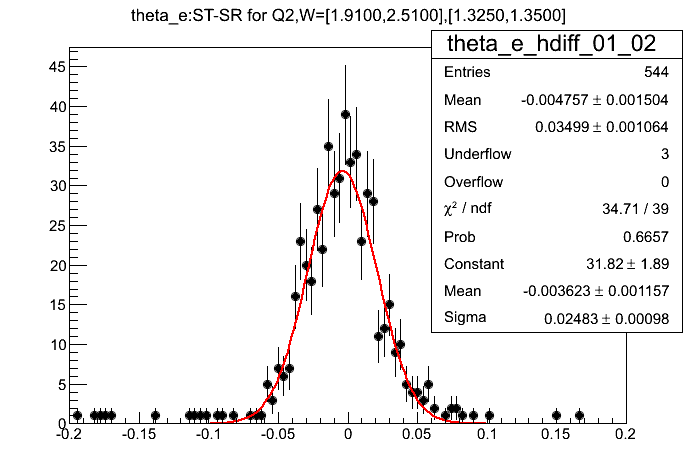 theta_e:ST-SR for Q2,W=[1.9100,2.5100],[1.3250,1.3500]
theta_e_hdiff_01_02
Entries 544
Mean -0.004757 ± 0.001504
RMS 0.03499 ± 0.001064
Underflow 3
Overflow 0
χ² / ndf 34.71 / 39
Prob 0.6657
Constant 31.82 ± 1.89
Mean -0.003623 ± 0.001157
Sigma 0.02483 ± 0.00098
45
40
35
30
25
20
15
10
5
0
-0.2 -0.15 -0.1 -0.05 0 0.05 0.1 0.15 0.2